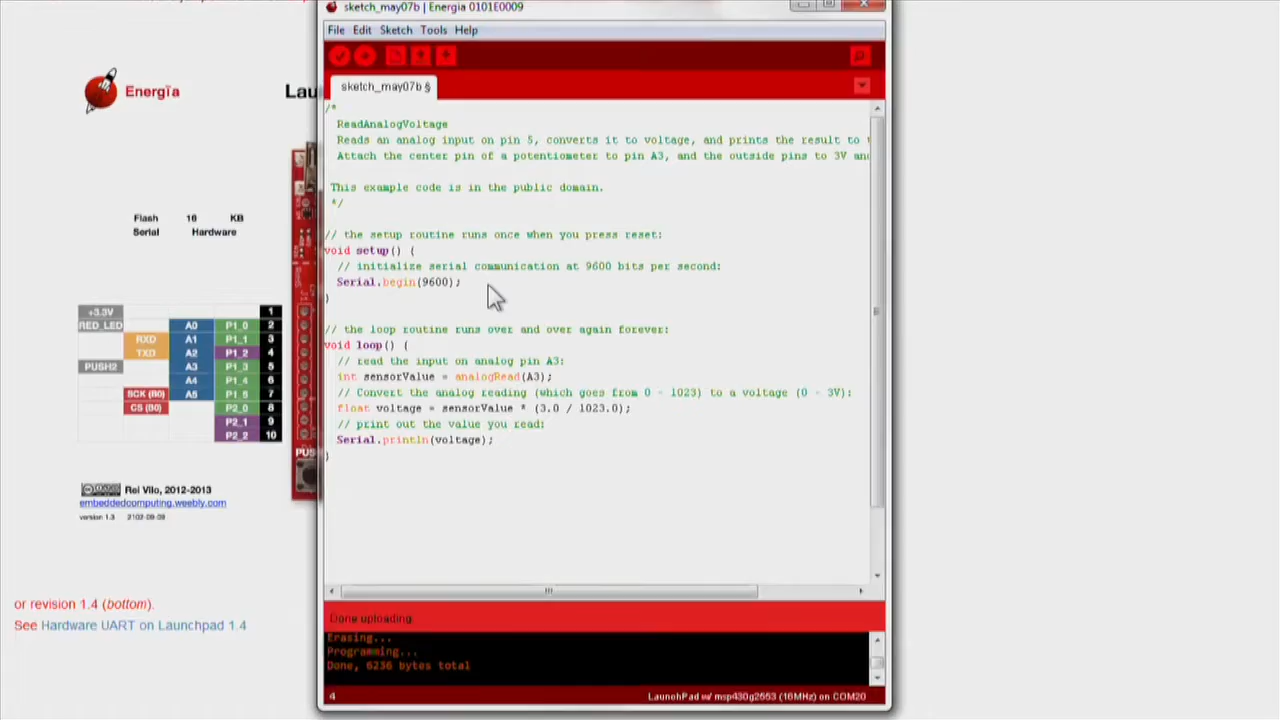 sketch_may07b | Energia 0101E0009
File Edit Sketch Tools Help
sketch_may07b §
/*
ReadAnalogVoltage
Reads an analog input on pin 5, converts it to voltage, and prints the result to
Attach the center pin of a potentiometer to pin A3, and the outside pins to 3V and
This example code is in the public domain.
*/
// the setup routine runs once when you press reset:
void setup() {
// initialize serial communication at 9600 bits per second:
Serial.begin(9600);
}
// the loop routine runs over and over again forever:
void loop() {
// read the input on analog pin A3:
int sensorValue = analogRead(A3);
// Convert the analog reading (which goes from 0 - 1023) to a voltage (0 - 3V):
float voltage = sensorValue * (3.0 / 1023.0);
// print out the value you read:
Serial.println(voltage);
}
Done uploading.
Erasing...
Programming...
Done, 6236 bytes total
4 LaunchPad w/ msp430g2553 (16MHz) on COM20
Energia
Lau
Flash 16 KB
Serial Hardware
+3.3V 1
RED_LED A0 P1_0 2
RXD A1 P1_1 3
TXD A2 P1_2 4
PUSH2 A3 P1_3 5
A4 P1_4 6
SCK (B0) A5 P1_5 7
CS (B0) P2_0 8
P2_1 9
P2_2 10
PUS
Rei Vilo, 2012-2013
embeddedcomputing.weebly.com
version 1.3
or revision 1.4 (bottom).
See Hardware UART on Launchpad 1.4